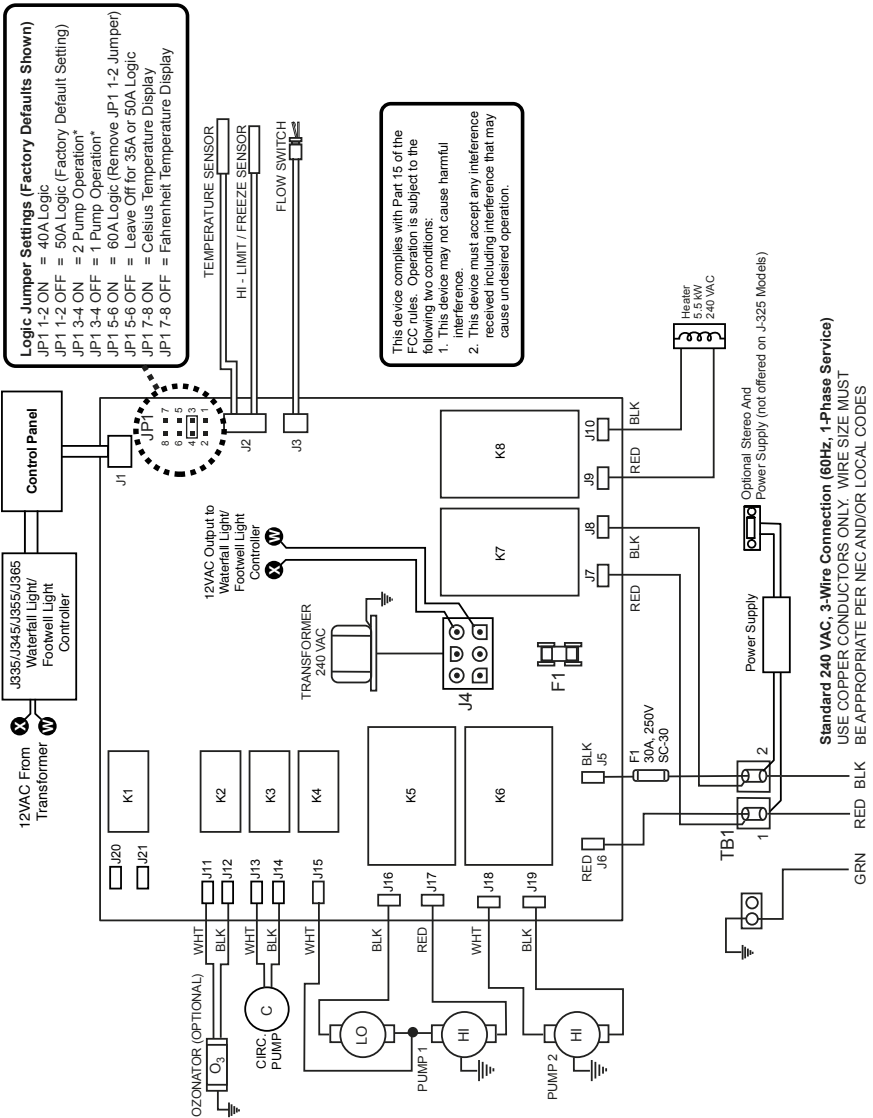 Logic Jumper Settings (Factory Defaults Shown)
JP1 1-2 ON = 40A Logic
JP1 1-2 OFF = 50A Logic (Factory Default Setting)
JP1 3-4 ON = 2 Pump Operation*
JP1 3-4 OFF = 1 Pump Operation*
JP1 5-6 ON = 60A Logic (Remove JP1 1-2 Jumper)
JP1 5-6 OFF = Leave Off for 35A or 50A Logic
JP1 7-8 ON = Celsius Temperature Display
JP1 7-8 OFF = Fahrenheit Temperature Display
Control Panel
J335/J345/J355/J365
Waterfall Light/
Footwell Light
Controller
X
W
12VAC From
Transformer
J1
JP1
8 7
6 5
4 3
2 1
J2
TEMPERATURE SENSOR
HI - LIMIT / FREEZE SENSOR
J3
FLOW SWITCH
This device complies with Part 15 of the
FCC rules. Operation is subject to the
following two conditions:
1. This device may not cause harmful
interference.
2. This device must accept any interference
received including interference that may
cause undesired operation.
12VAC Output to
Waterfall Light/
Footwell Light
Controller
X
W
TRANSFORMER
240 VAC
J4
F1
K1
K2
K3
K4
K5
K6
K7
K8
J20
J21
J11
J12
J13
J14
J15
J16
J17
J18
J19
WHT
BLK
WHT
BLK
WHT
BLK
RED
WHT
BLK
OZONATOR (OPTIONAL)
O3
CIRC.
PUMP
C
LO
PUMP 1
HI
PUMP 2
HI
J6
RED
J5
BLK
J7
RED
J8
BLK
J9
RED
J10
BLK
Heater
5.5 kW
240 VAC
F1
30A, 250V
SC-30
TB1
1
2
Power Supply
Optional Stereo And
Power Supply (not offered on J-325 Models)
GRN
RED
BLK
Standard 240 VAC, 3-Wire Connection (60Hz, 1-Phase Service)
USE COPPER CONDUCTORS ONLY. WIRE SIZE MUST
BE APPROPRIATE PER NEC AND/OR LOCAL CODES